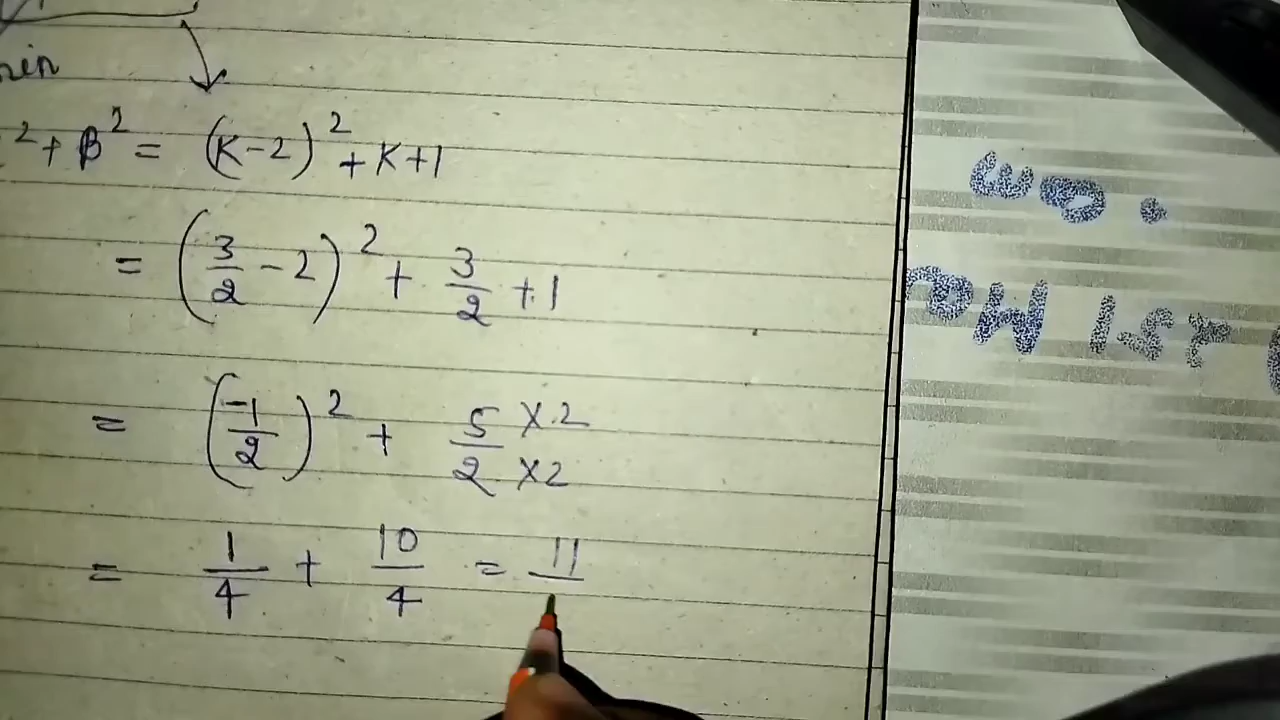 ² + β² = (K-2)² + K+1
= (3/2 - 2)² + 3/2 + 1
= (-1/2)² + 5/2 ×2 ×2
= 1/4 + 10/4 = 11